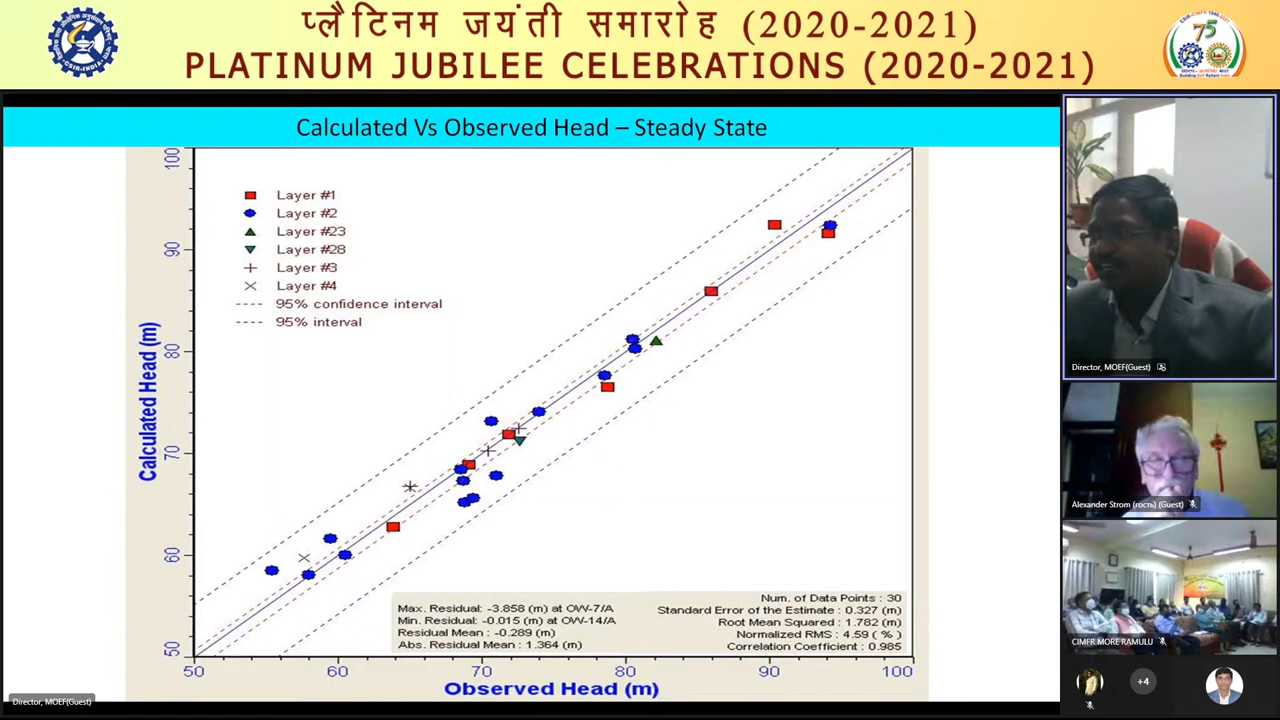 प्लैटिनम जयंती समारोह (2020-2021)
PLATINUM JUBILEE CELEBRATIONS (2020-2021)
CSIR-INDIA
75
Calculated Vs Observed Head – Steady State
Layer #1
Layer #2
Layer #23
Layer #28
Layer #3
Layer #4
95% confidence interval
95% interval
Calculated Head (m)
100
90
80
70
60
50
Max. Residual: -3.858 (m) at OW-7/A
Min. Residual: -0.015 (m) at OW-14/A
Residual Mean : -0.289 (m)
Abs. Residual Mean : 1.364 (m)
Num. of Data Points : 30
Standard Error of the Estimate : 0.327 (m)
Root Mean Squared : 1.782 (m)
Normalized RMS : 4.59 ( % )
Correlation Coefficient : 0.985
50 60 70 80 90 100
Observed Head (m)
Director, MOEF(Guest)
Director, MOEF(Guest)
Alexander Strom (гость) (Guest)
CIMFR MORE RAMULU
+4